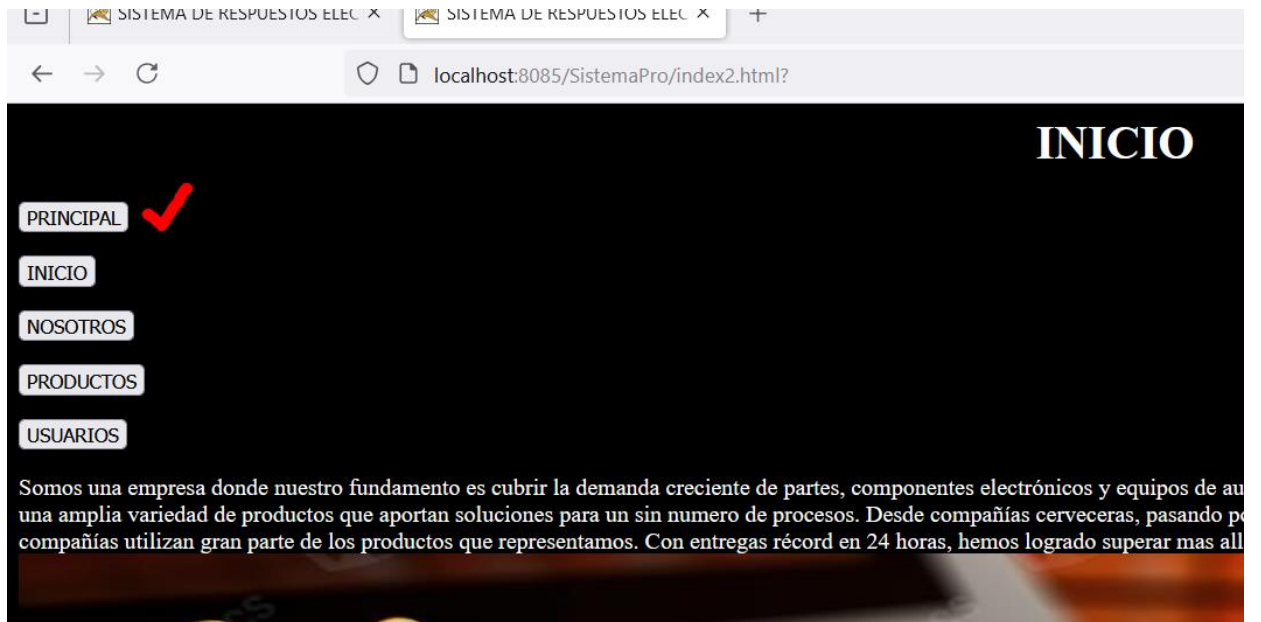 SISTEMA DE RESPUESTOS ELEC
SISTEMA DE RESPUESTOS ELEC
localhost:8085/SistemaPro/index2.html?
INICIO
PRINCIPAL
INICIO
NOSOTROS
PRODUCTOS
USUARIOS
Somos una empresa donde nuestro fundamento es cubrir la demanda creciente de partes, componentes electrónicos y equipos de au
una amplia variedad de productos que aportan soluciones para un sin numero de procesos. Desde compañías cerveceras, pasando po
compañías utilizan gran parte de los productos que representamos. Con entregas récord en 24 horas, hemos logrado superar mas all